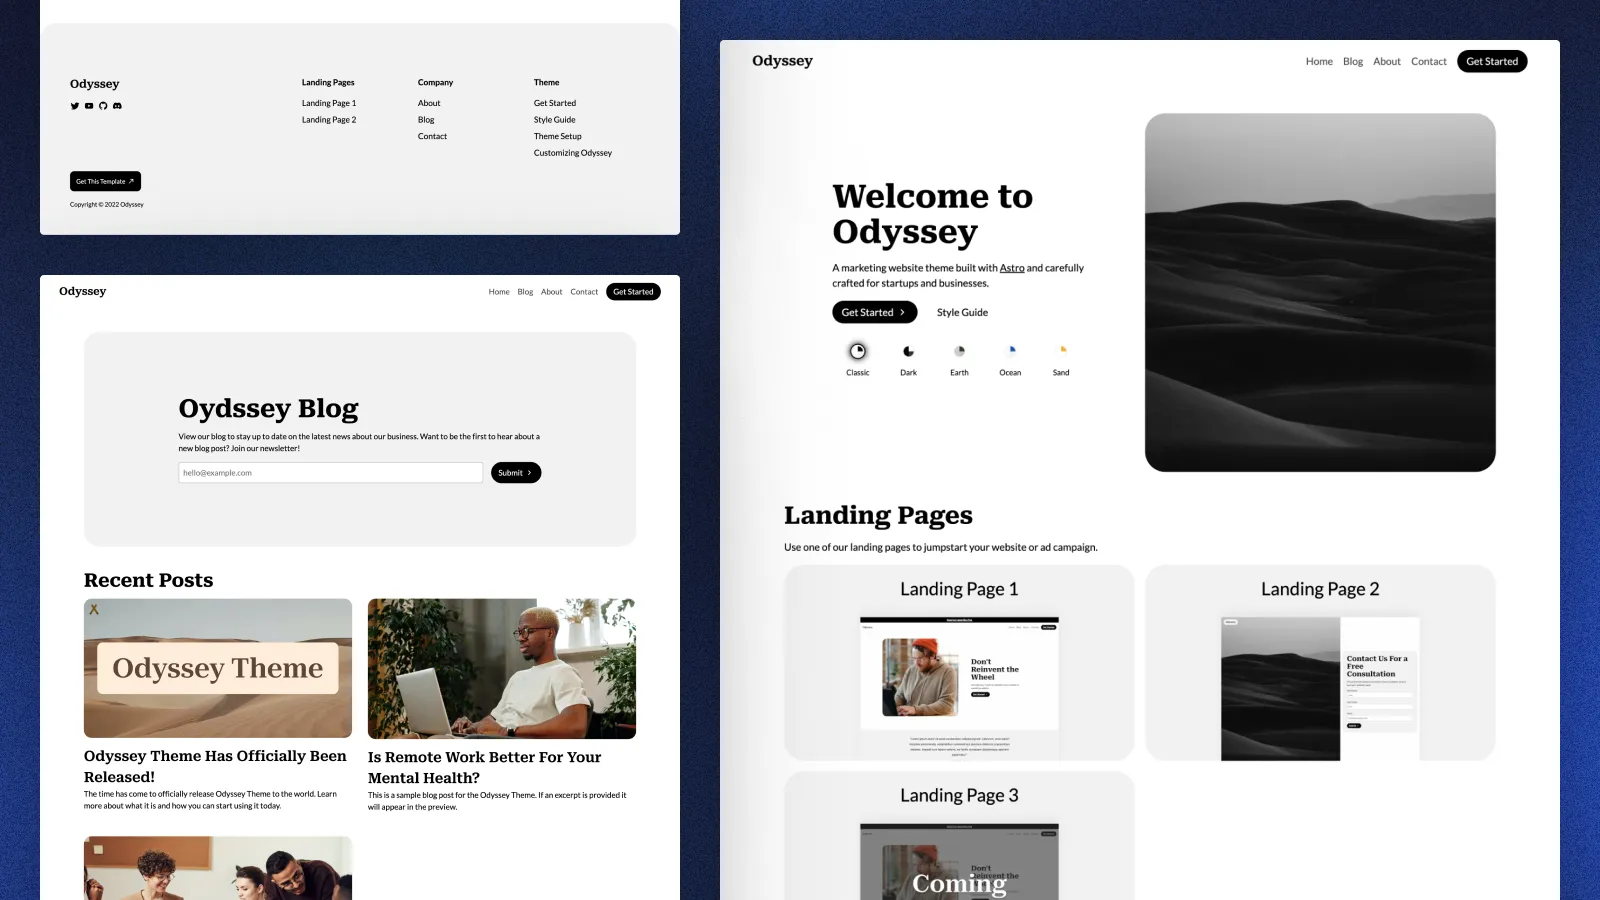 Odyssey
Landing Pages
Landing Page 1
Landing Page 2
Company
About
Blog
Contact
Theme
Get Started
Style Guide
Theme Setup
Customizing Odyssey
Get This Template
Copyright © 2022 Odyssey
Odyssey
Home Blog About Contact Get Started
Oydssey Blog
View our blog to stay up to date on the latest news about our business. Want to be the first to hear about a
new blog post? Join our newsletter!
hello@example.com
Submit
Recent Posts
Odyssey Theme
Odyssey Theme Has Officially Been
Released!
The time has come to officially release Odyssey Theme to the world. Learn
more about what it is and how you can start using it today.
Is Remote Work Better For Your
Mental Health?
This is a sample blog post for the Odyssey Theme. If an excerpt is provided it
will appear in the preview.
Odyssey
Home Blog About Contact Get Started
Welcome to
Odyssey
A marketing website theme built with Astro and carefully
crafted for startups and businesses.
Get Started
Style Guide
Classic
Dark
Earth
Ocean
Sand
Landing Pages
Use one of our landing pages to jumpstart your website or ad campaign.
Landing Page 1
Don't
Reinvent the
Wheel
Landing Page 2
Contact Us For a
Free
Consultation
Landing Page 3
Don't
Reinvent the
Wheel
Coming